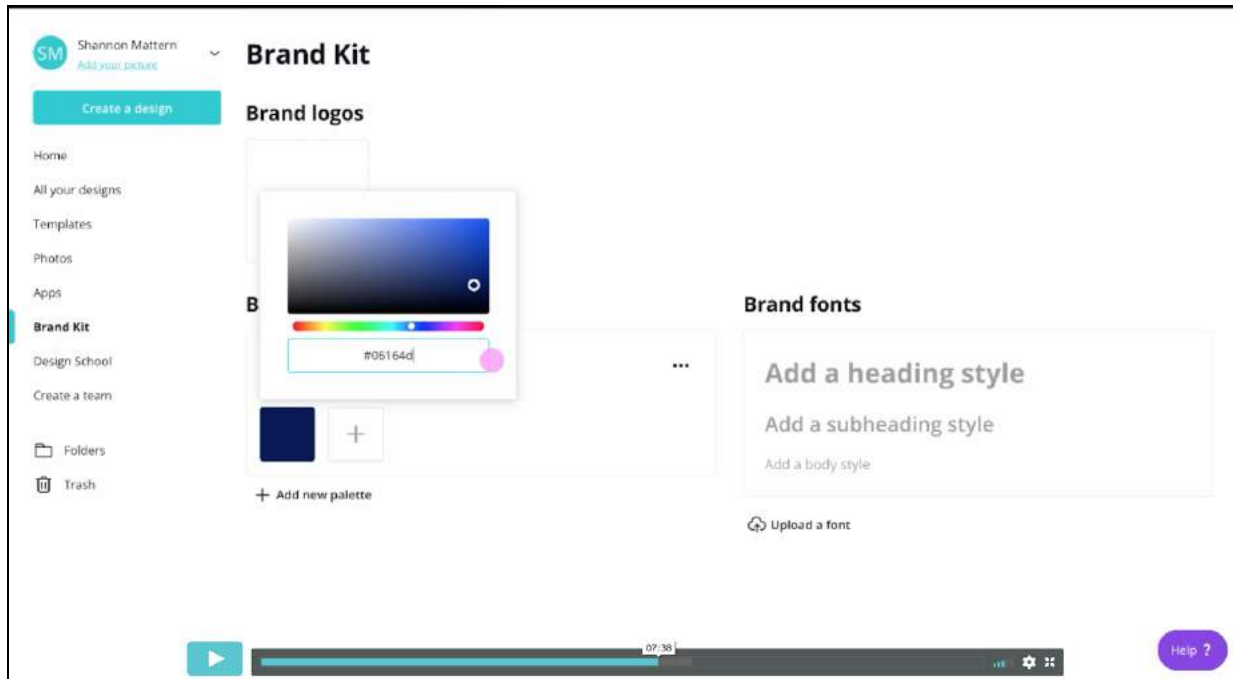 SM
Shannon Mattern
Add your picture
Create a design
Home
All your designs
Templates
Photos
Apps
Brand Kit
Design School
Create a team
Folders
Trash
Brand Kit
Brand logos
B
#06164d
...
+ Add new palette
Brand fonts
Add a heading style
Add a subheading style
Add a body style
Upload a font
07:38
Help ?